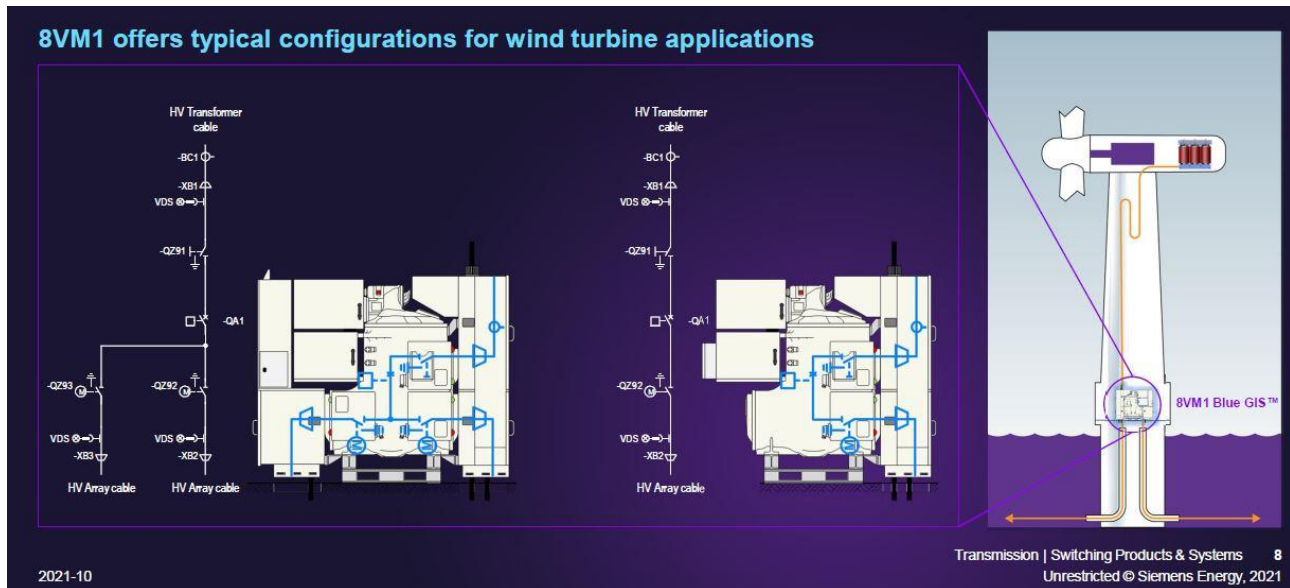 8VM1 offers typical configurations for wind turbine applications
HV Transformer
cable
-BC1
-XB1
VDS
-QZ91
-QA1
-QZ93
-QZ92
M
M
VDS
VDS
-XB3
-XB2
HV Array cable
HV Array cable
M
M
HV Transformer
cable
-BC1
-XB1
VDS
-QZ91
-QA1
-QZ92
M
VDS
-XB2
HV Array cable
M
8VM1 Blue GIS™
Transmission | Switching Products & Systems 8
2021-10
Unrestricted © Siemens Energy, 2021